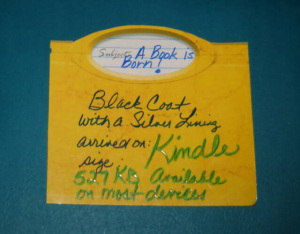 Subject: A Book is
Born!
Black Coat
with a Silver Lining
arrived on: Kindle
size:
527 KB Available
on most devices